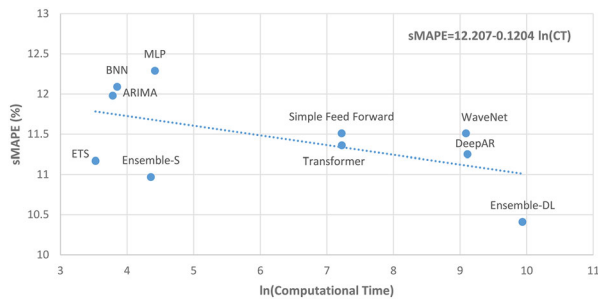 sMAPE=12.207-0.1204 ln(CT)
13
12.5
12
11.5
11
10.5
10
sMAPE (%)
MLP
BNN
ARIMA
ETS
Ensemble-S
Simple Feed Forward
Transformer
WaveNet
DeepAR
Ensemble-DL
3 4 5 6 7 8 9 10 11
ln(Computational Time)